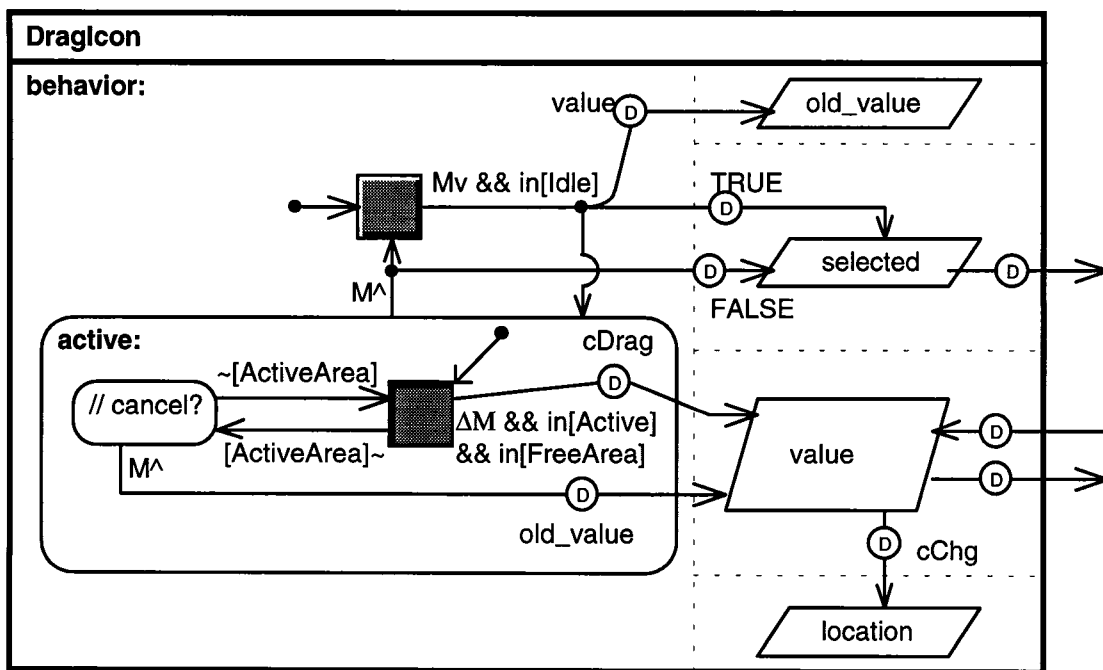 DragIcon
behavior:
value
D
old_value
Mv && in[Idle]
TRUE
D
selected
D
D
M^
FALSE
active:
cDrag
~[ActiveArea]
D
// cancel?
ΔM && in[Active]
&& in[FreeArea]
value
D
[ActiveArea]~
M^
D
D
old_value
D
cChg
location